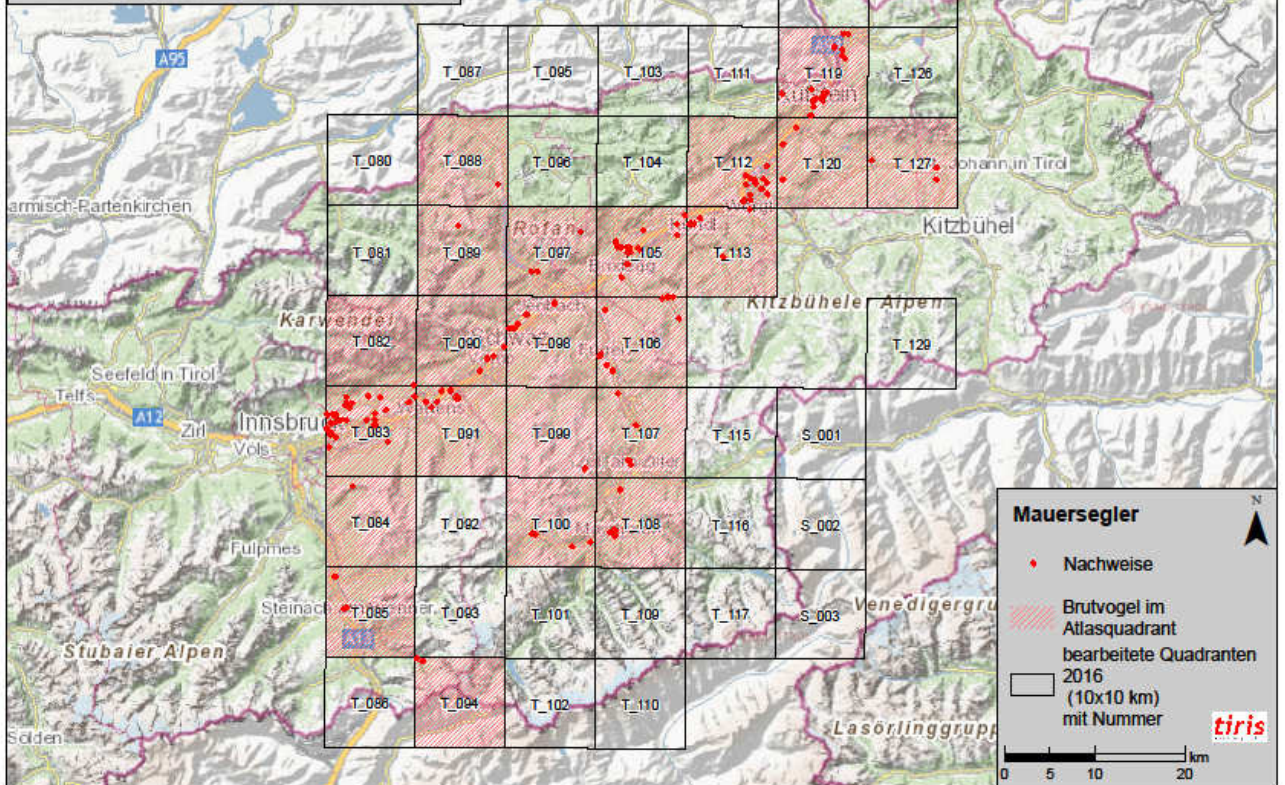 A95
T_087
T_095
T_103
T_111
T_119
T_126
T_080
T_088
T_096
T_104
T_112
T_120
T_127
Johann in Tirol
armisch-Partenkirchen
Kitzbühel
T_081
T_089
Rofan
T_097
T_105
T_113
Kitzbüheler Alpen
Karwendel
T_082
T_090
T_098
T_106
T_129
Seefeld in Tirol
Telfs
A12
Zirl
Innsbru
Völs
T_083
T_091
T_099
T_107
T_115
S_001
T_084
T_092
T_100
T_108
T_116
S_002
Fulpmes
Steinach
T_085
T_093
T_101
T_109
T_117
S_003
Venedigergru
A13
Stubaier Alpen
T_086
T_094
T_102
T_110
Lasörlinggrupp
Sölden
N
Mauersegler
Nachweise
Brutvogel im
Atlasquadrant
bearbeitete Quadranten
2016
(10x10 km)
mit Nummer
tiris
km
0 5 10 20